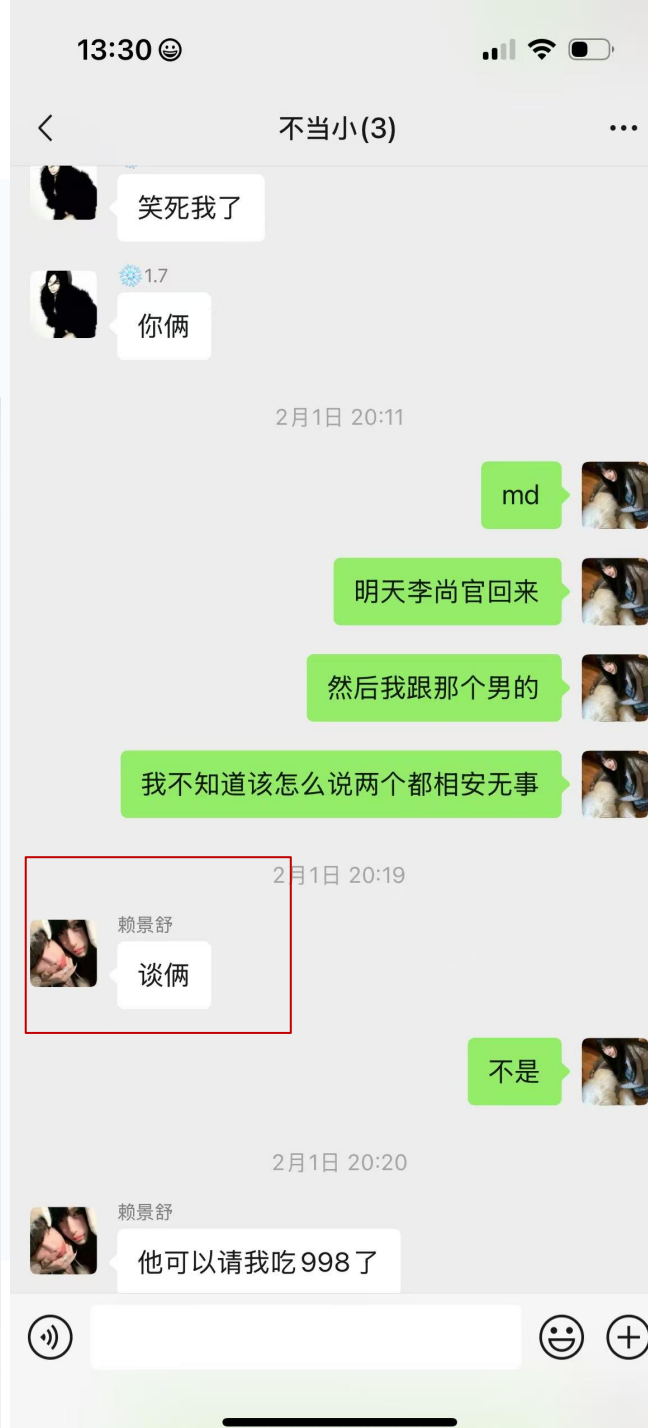 13:30
不当小(3)
笑死我了
1.7
你俩
2月1日 20:11
md
明天李尚官回来
然后我跟那个男的
我不知道该怎么说两个都相安无事
2月1日 20:19
赖景舒
谈俩
不是
2月1日 20:20
赖景舒
他可以请我吃998了